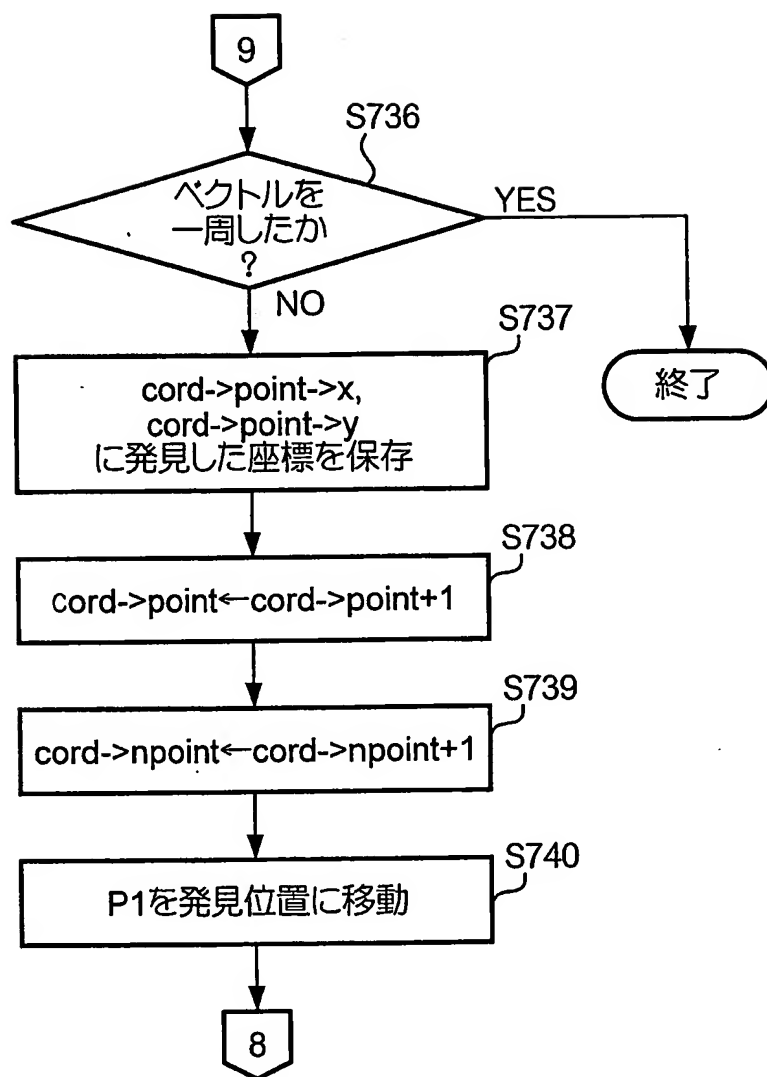 9
S736
ベクトルを
一周したか
?
YES
NO
S737
cord->point->x,
cord->point->y
に発見した座標を保存
終了
S738
cord->point←cord->point+1
S739
cord->npoint←cord->npoint+1
S740
P1を発見位置に移動
8